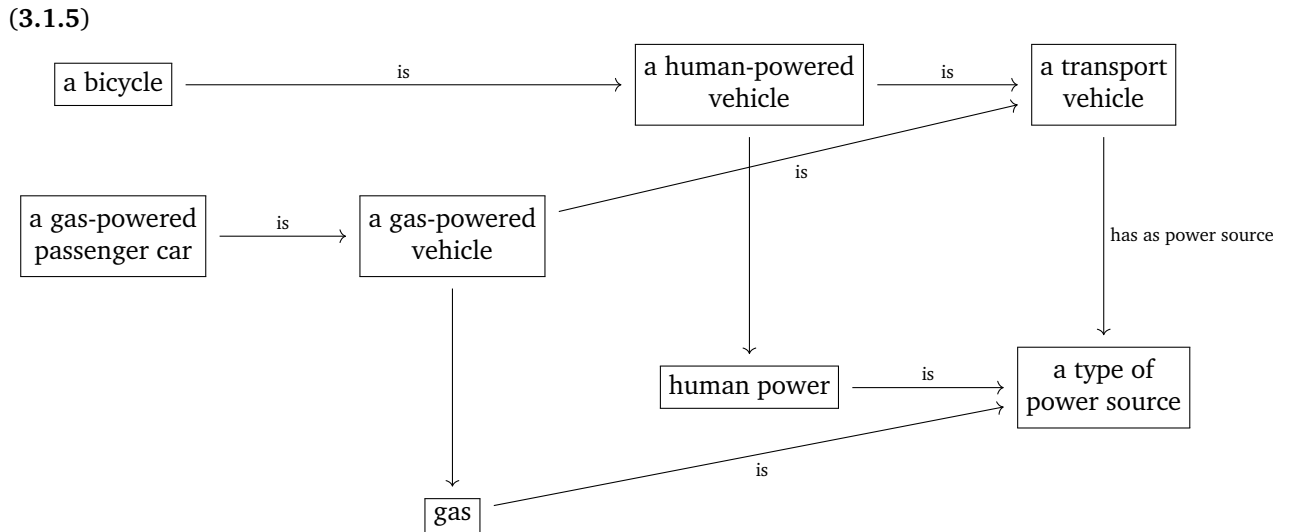 (3.1.5)
a bicycle
is
a human-powered
vehicle
is
a transport
vehicle
is
a gas-powered
passenger car
is
a gas-powered
vehicle
has as power source
human power
is
a type of
power source
is
gas